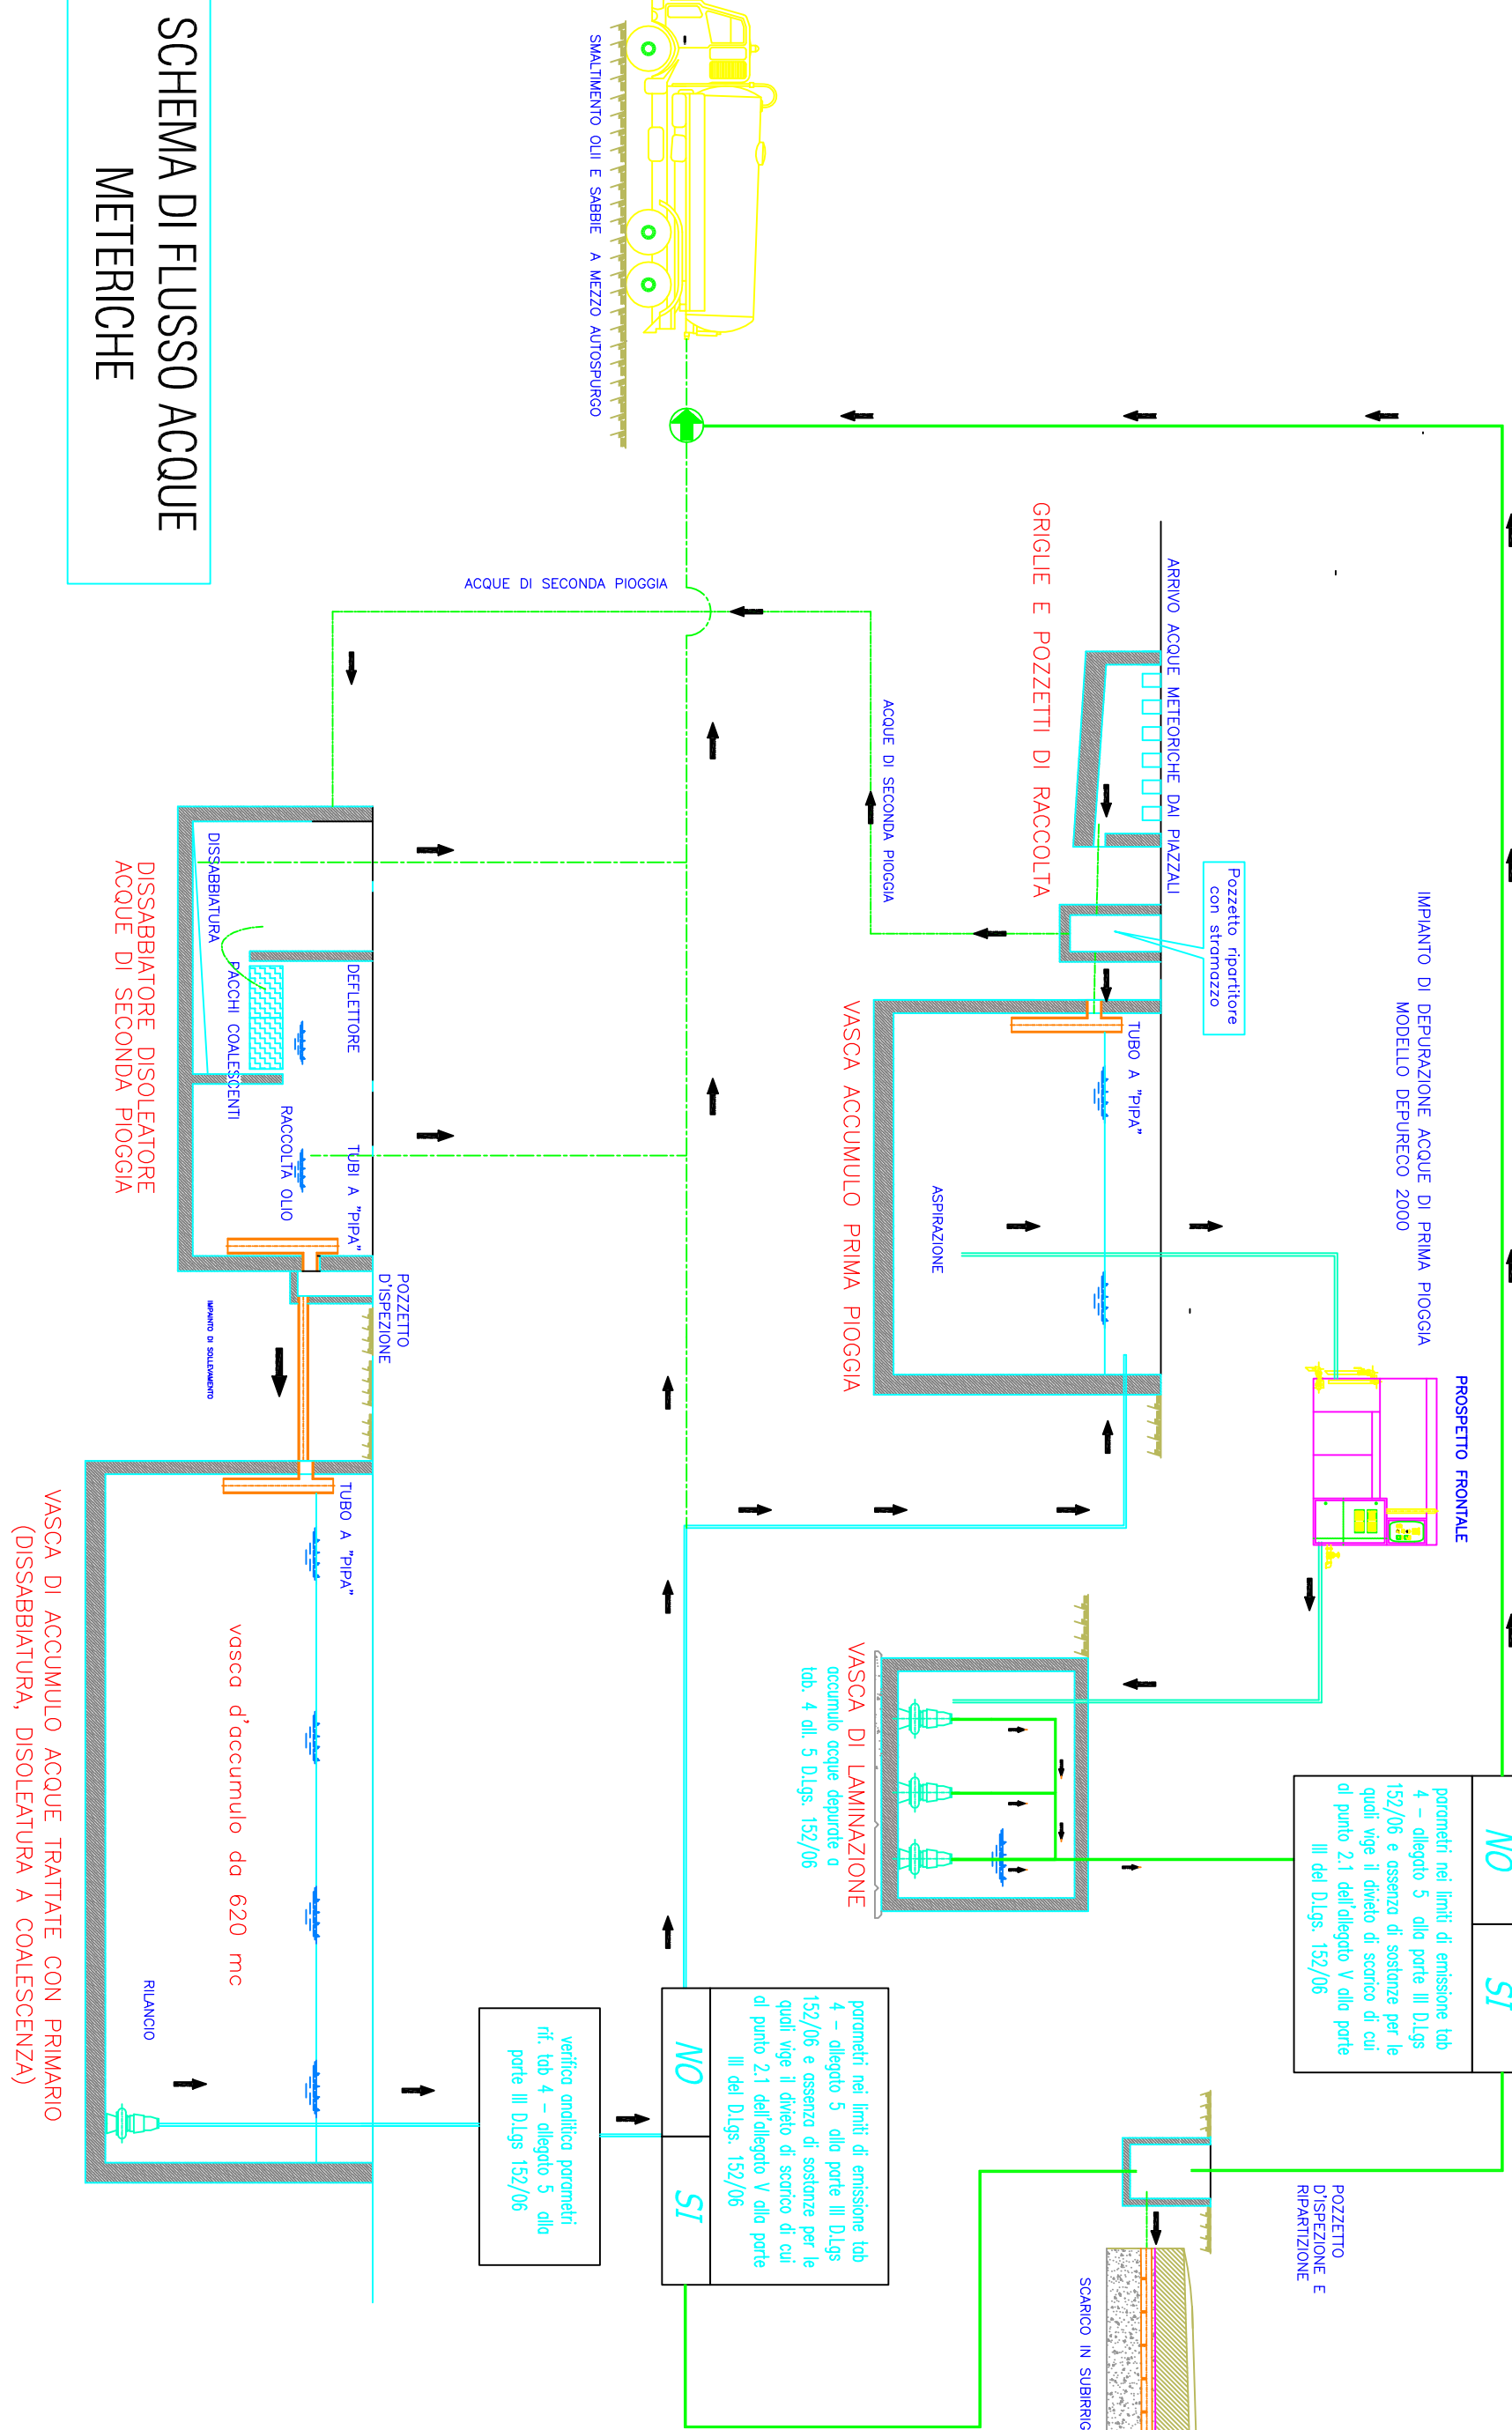 PROSPETTO FRONTALE
IMPIANTO DI DEPURAZIONE ACQUE DI PRIMA PIOGGIA
MODELLO DEPURECO 2000
NO
SI
parametri nei limiti di emissione tab
4 – allegato 5 alla parte III D.Lgs
152/06 e assenza di sostanze per le
quali vige il divieto di scarico di cui
al punto 2.1 dell'allegato V alla parte
III del D.Lgs. 152/06
POZZETTO
D'ISPEZIONE E
RIPARTIZIONE
Pozzetto ripartitore
con stramazzo
ARRIVO ACQUE METEORICHE DAI PIAZZALI
TUBO A "PIPA"
GRIGLIE E POZZETTI DI RACCOLTA
SCARICO IN SUBIRRIG
ASPIRAZIONE
ACQUE DI SECONDA PIOGGIA
VASCA ACCUMULO PRIMA PIOGGIA
VASCA DI LAMINAZIONE
accumulo acque depurate a
tab. 4 all. 5 D.Lgs. 152/06
parametri nei limiti di emissione tab
4 – allegato 5 alla parte III D.Lgs
152/06 e assenza di sostanze per le
quali vige il divieto di scarico di cui
al punto 2.1 dell'allegato V alla parte
III del D.Lgs. 152/06
NO
SI
ACQUE DI SECONDA PIOGGIA
SMALTIMENTO OLII E SABBIE A MEZZO AUTOSPURGO
verifica analitica parametri
rif. tab 4 – allegato 5 alla
parte III D.Lgs 152/06
POZZETTO
D'ISPEZIONE
DEFLETTORE
TUBI A "PIPA"
TUBO A "PIPA"
RACCOLTA OLIO
PACCHI COALESCENTI
DISSABBIATURA
IMPAINTO DI SOLLEVAMENTO
vasca d'accumulo da 620 mc
RILANCIO
DISSABBIATORE DISOLEATORE
ACQUE DI SECONDA PIOGGIA
VASCA DI ACCUMULO ACQUE TRATTATE CON PRIMARIO
(DISSABBIATURA, DISOLEATURA A COALESCENZA)
SCHEMA DI FLUSSO ACQUE
METERICHE